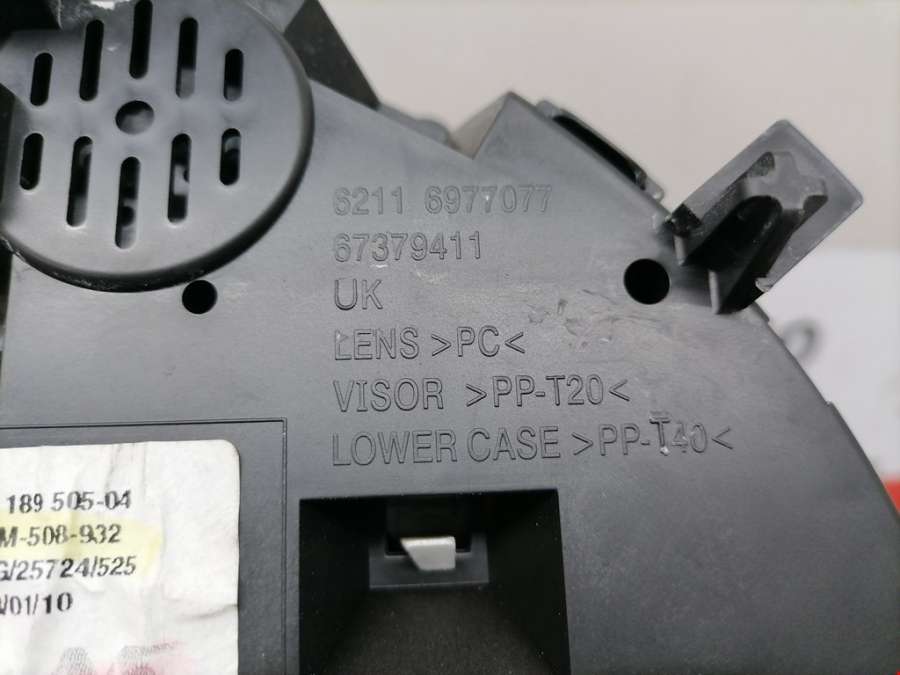 6211 6977077
67379411
UK
LENS >PC<
VISOR >PP-T20<
LOWER CASE >PP-T40<
189 505-04
M-508-932
/25724/525
/01/10